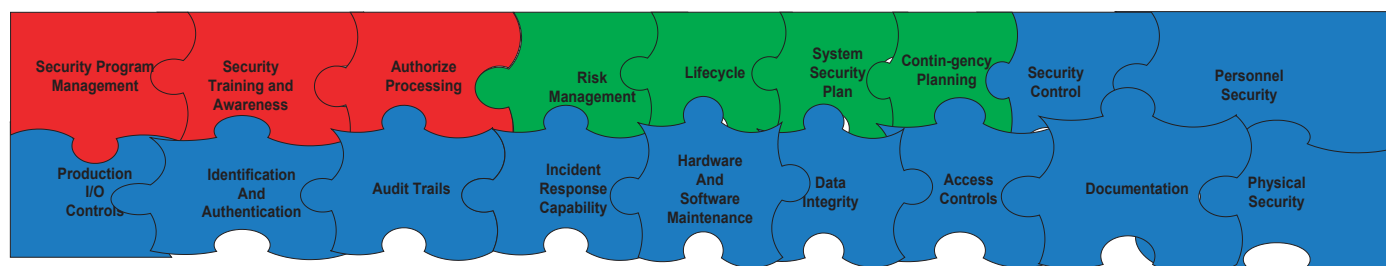 Security Program
Management
Security
Training and
Awareness
Authorize
Processing
Risk
Management
Lifecycle
System
Security
Plan
Contin-gency
Planning
Security
Control
Personnel
Security
Production
I/O
Controls
Identification
And
Authentication
Audit Trails
Incident
Response
Capability
Hardware
And
Software
Maintenance
Data
Integrity
Access
Controls
Documentation
Physical
Security